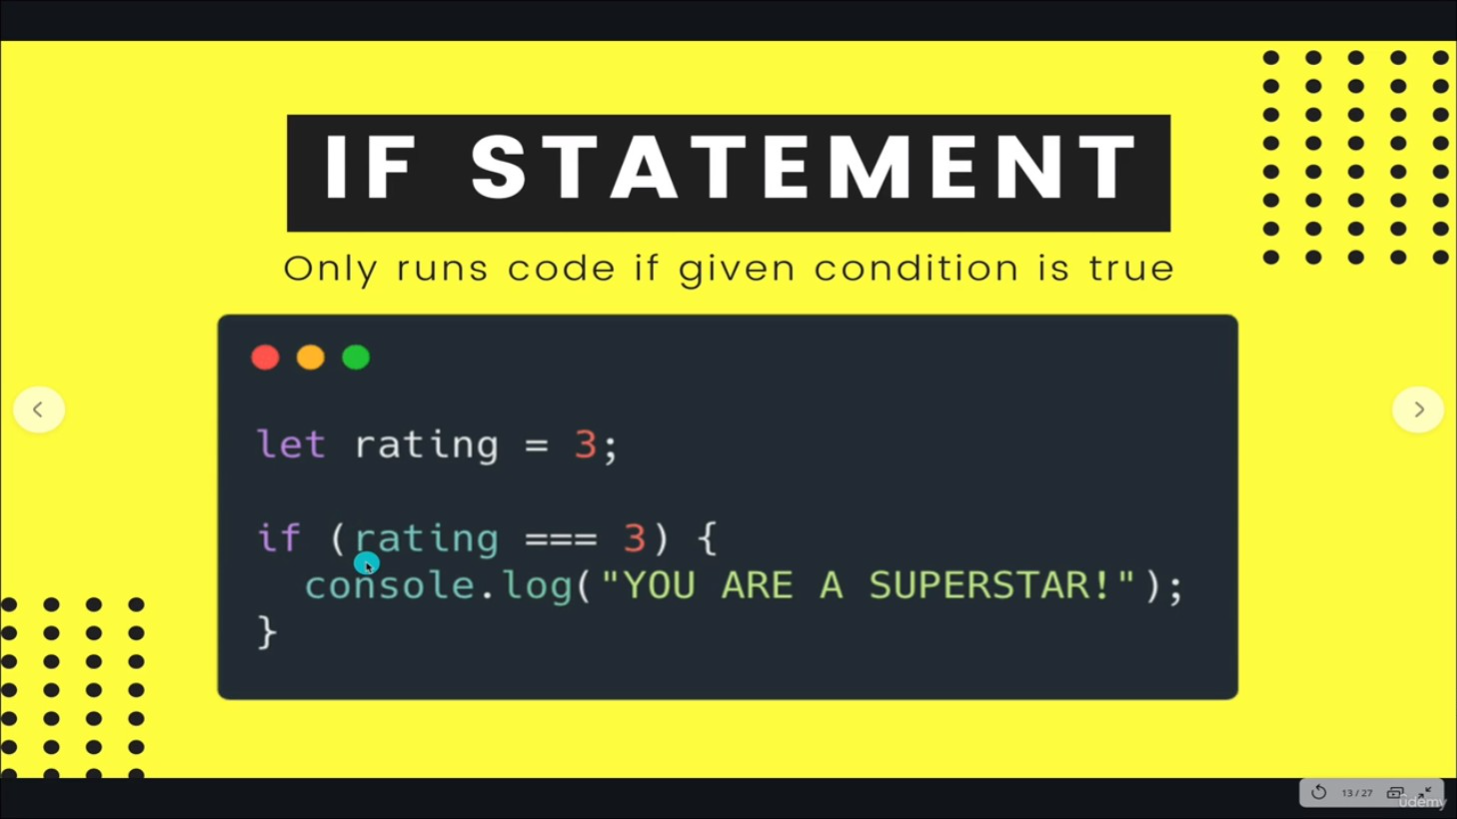 IF STATEMENT
Only runs code if given condition is true
let rating = 3;
if (rating === 3) {
console.log("YOU ARE A SUPERSTAR!");
}
13 / 27
ûdemy